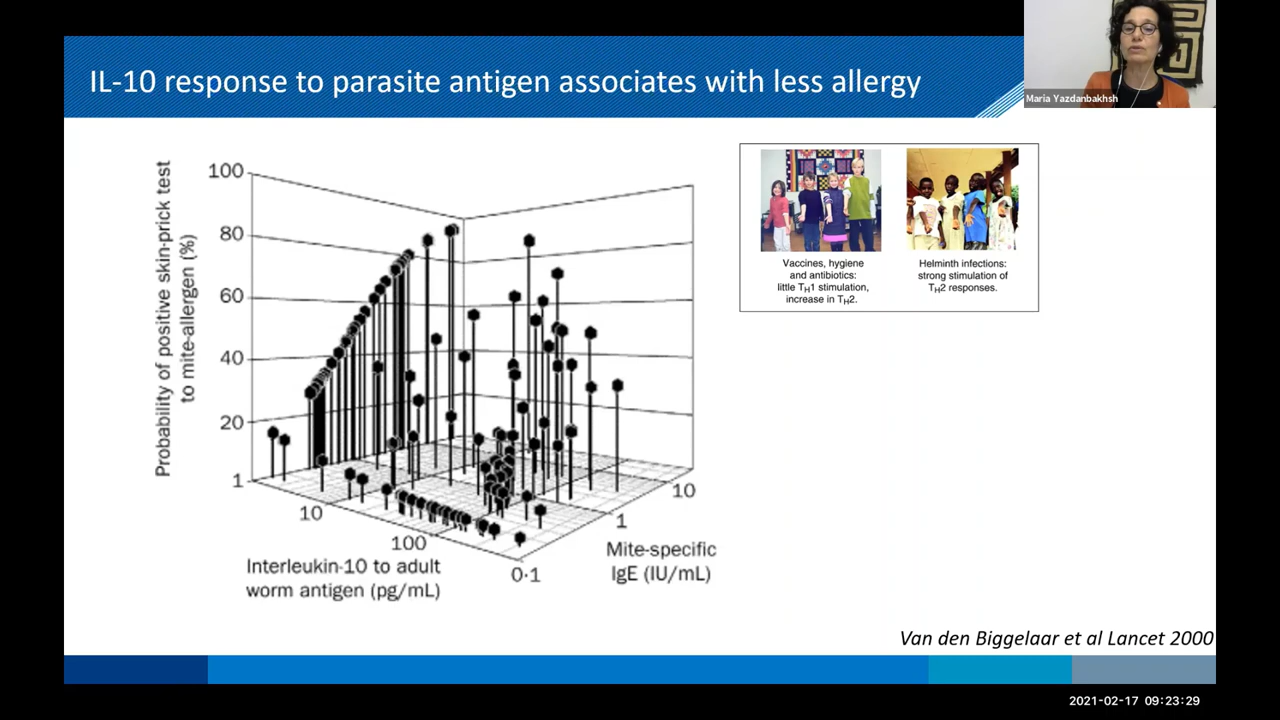 IL-10 response to parasite antigen associates with less allergy
Maria Yazdanbakhsh
Probability of positive skin-prick test
to mite-allergen (%)
100
80
60
40
20
1
10
100
Interleukin-10 to adult
worm antigen (pg/mL)
0·1
1
10
Mite-specific
IgE (IU/mL)
Vaccines, hygiene
and antibiotics:
little TH1 stimulation,
increase in TH2.
Helminth infections:
strong stimulation of
TH2 responses.
Van den Biggelaar et al Lancet 2000
2021-02-17 09:23:29